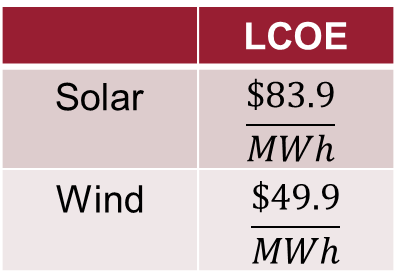 LCOE
Solar
$83.9
MWh
Wind
$49.9
MWh